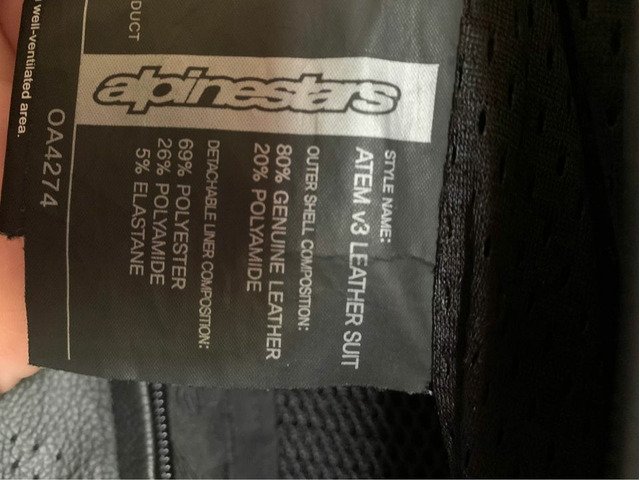 well-ventilated area.
DUCT
OA4274
alpinestars
STYLE NAME:
ATEM v3 LEATHER SUIT
OUTER SHELL COMPOSITION:
80% GENUINE LEATHER
20% POLYAMIDE
DETACHABLE LINER COMPOSITION:
69% POLYESTER
26% POLYAMIDE
5% ELASTANE